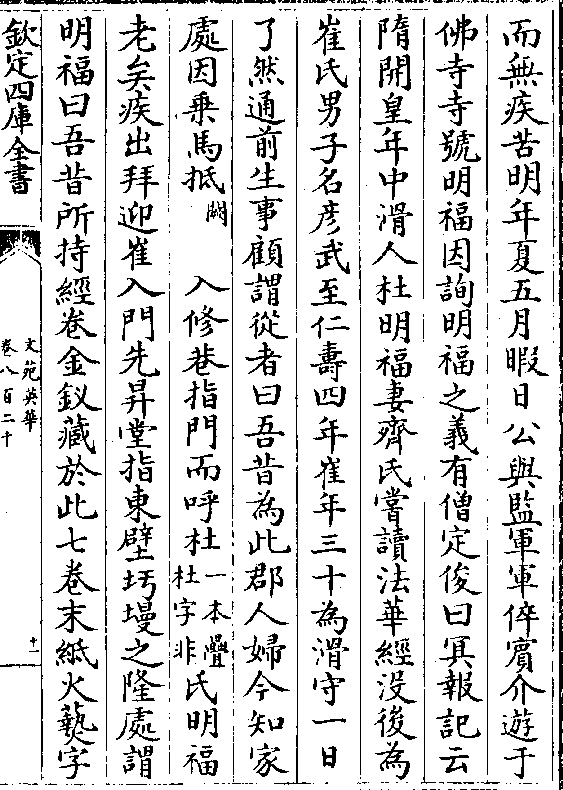 而無疾苦明年夏五月暇日公與監軍軍倅賓介遊于
佛寺寺號明福因詢明福之義有僧定俊曰冥報記云
隋開皇年中滑人杜明福妻齊氏嘗讀法華經没後為
崔氏男子名彦武至仁壽四年崔年三十為滑守一日
了然通前生事顧謂從者曰吾昔為此郡人婦今知家
處因乗馬抵闕入修巷指門而呼杜一本疊杜字非氏明福
老矣疾出拜迎崔入門先昇堂指東壁圬墁之隆處謂
明福曰吾昔所持經卷金釵藏於此七卷末紙火爇字
欽定四庫全書
文苑英華
卷八百二十
十一